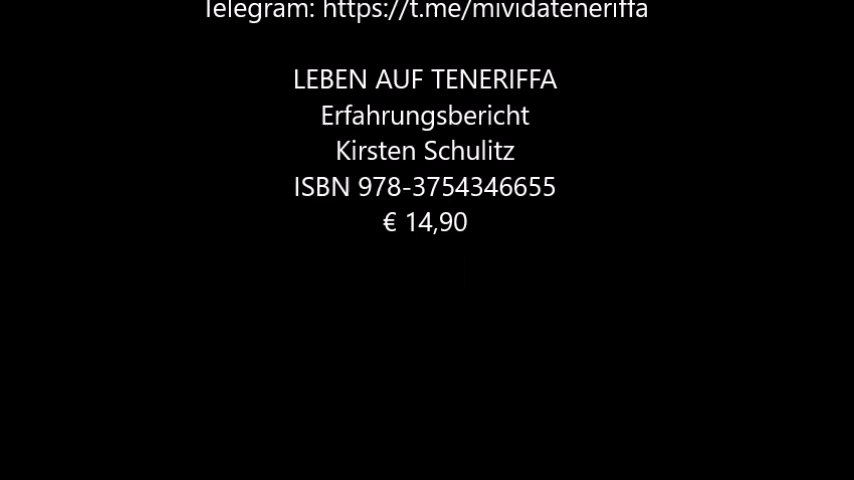 Telegram: https://t.me/mividateneriffa
LEBEN AUF TENERIFFA
Erfahrungsbericht
Kirsten Schulitz
ISBN 978-3754346655
€ 14,90